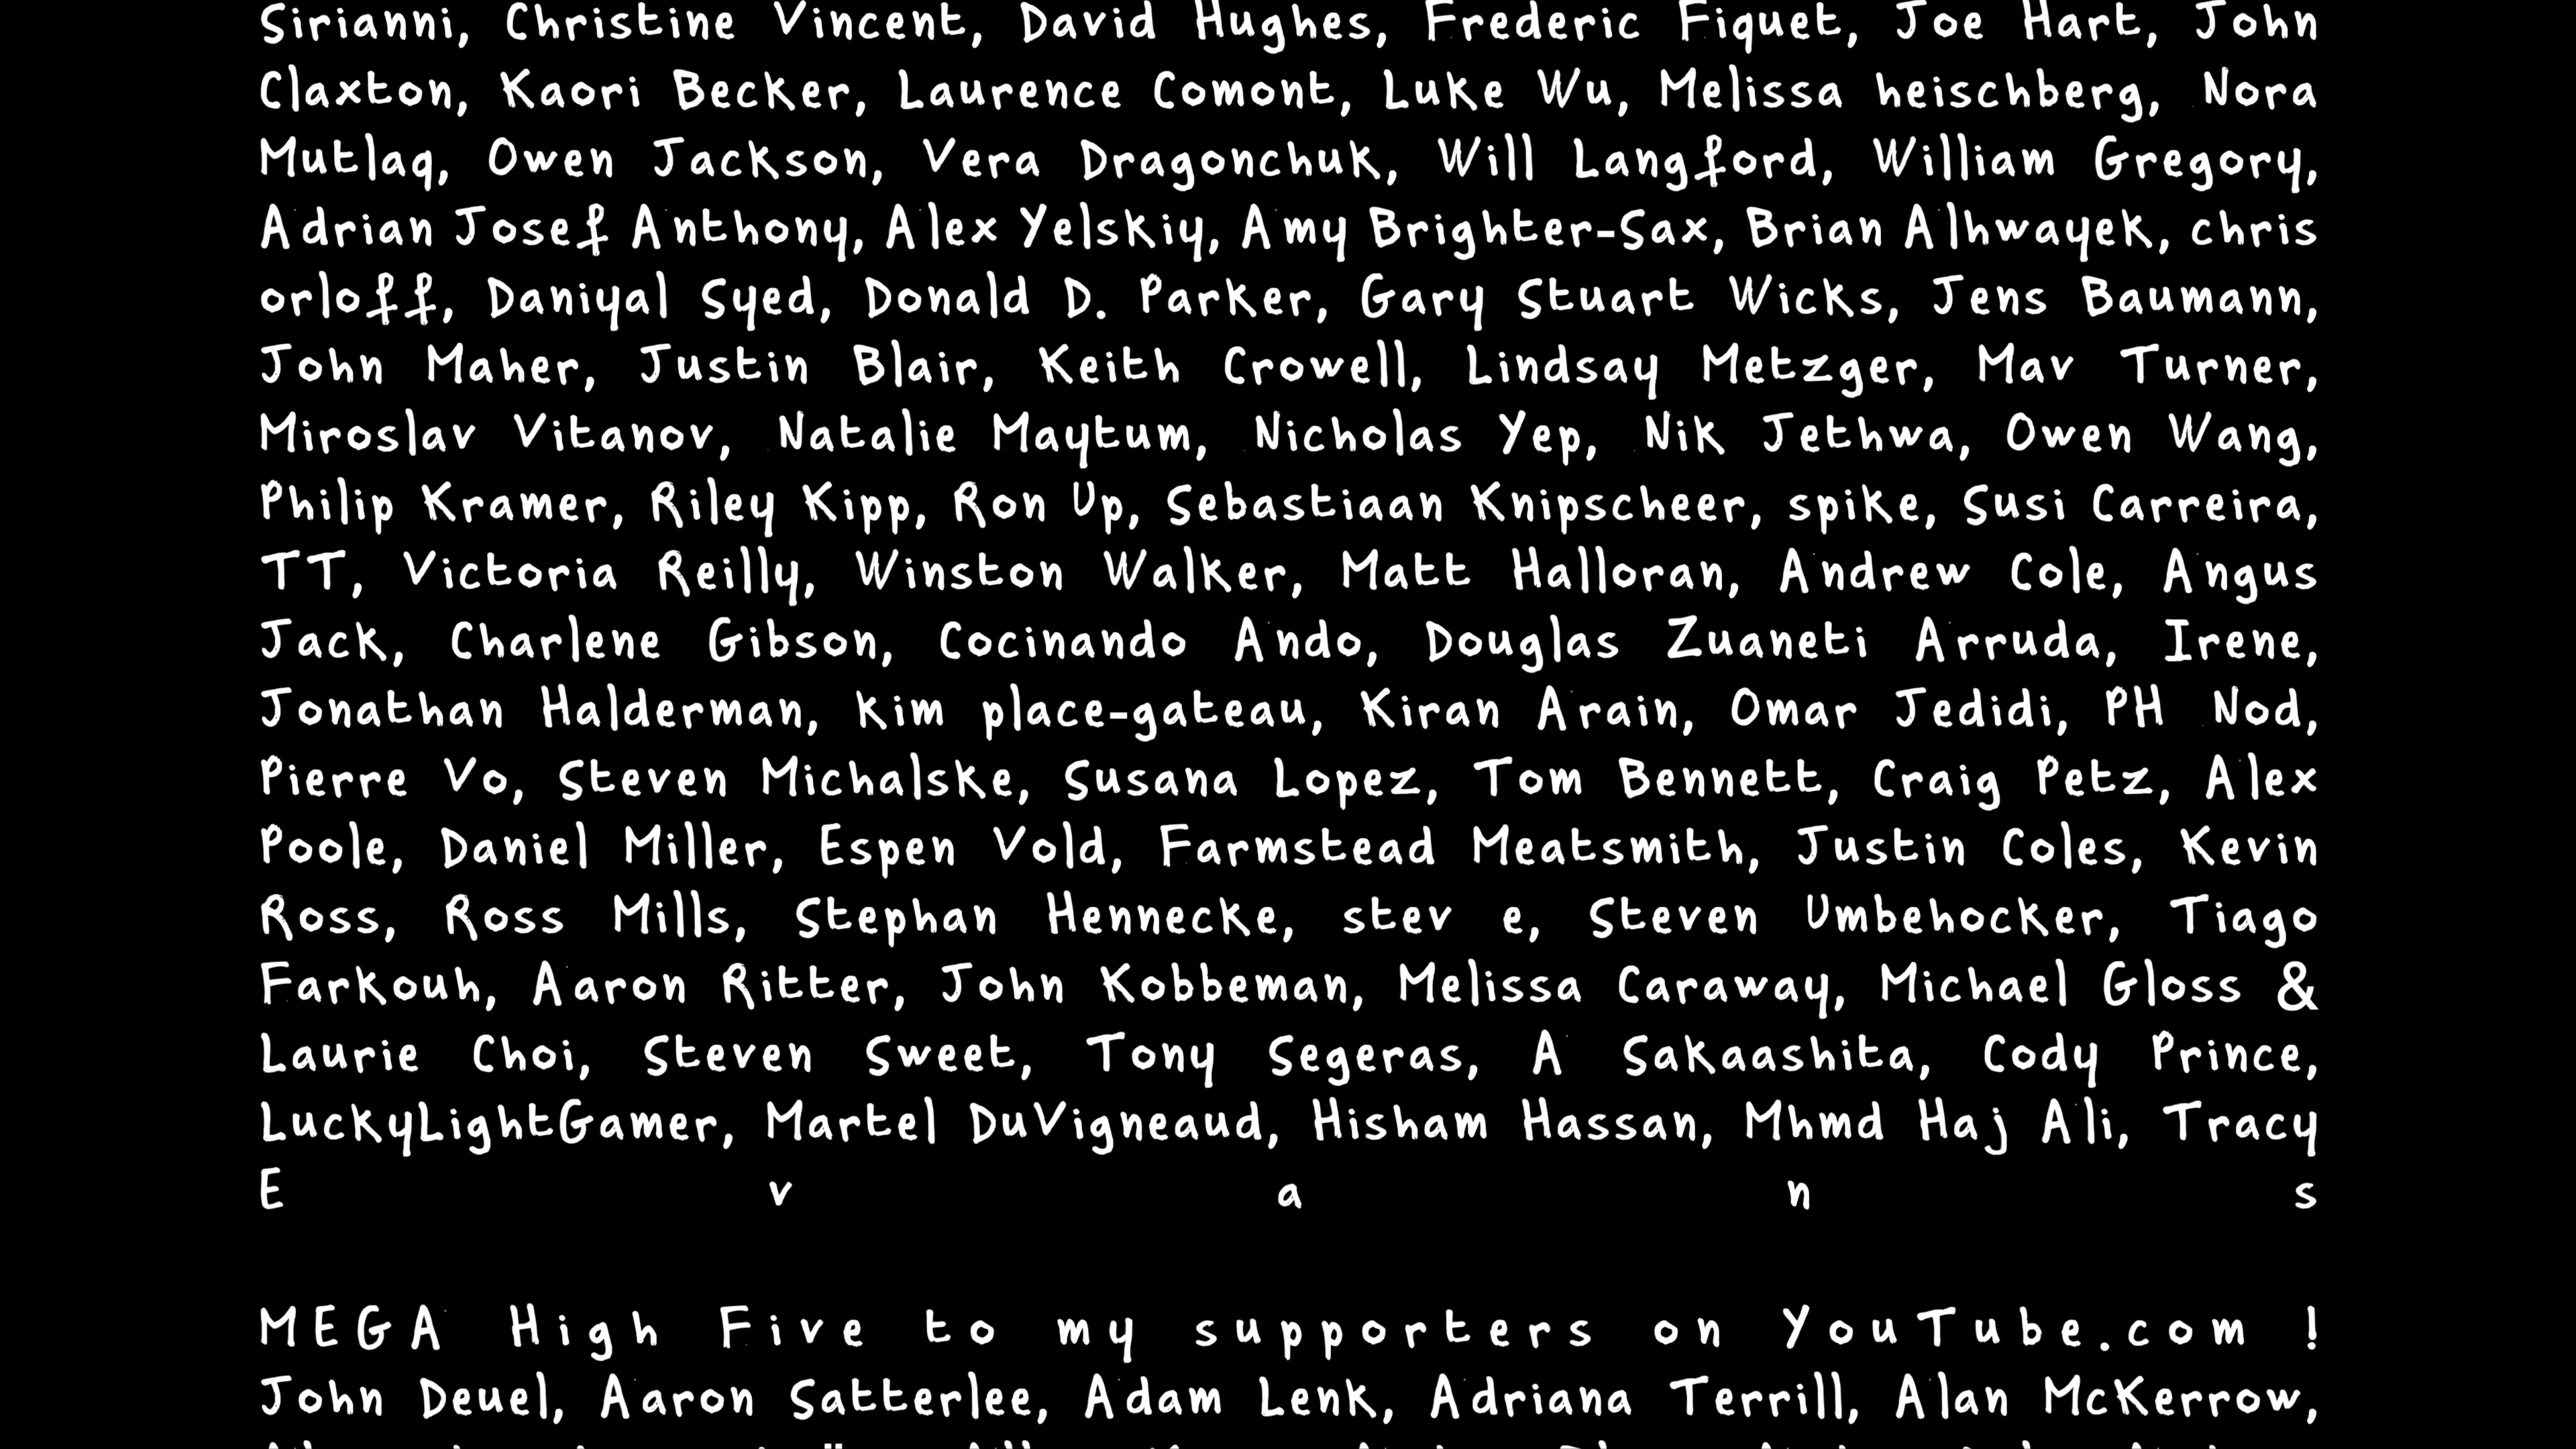 Sirianni, Christine Vincent, David Hughes, Frederic Fiquet, Joe Hart, John
Claxton, Kaori Becker, Laurence Comont, Luke Wu, Melissa heischberg, Nora
Mutlaq, Owen Jackson, Vera Dragonchuk, Will Langford, William Gregory,
Adrian Josef Anthony, Alex Yelskiy, Amy Brighter-Sax, Brian Alhwayek, chris
orloff, Daniyal Syed, Donald D. Parker, Gary Stuart Wicks, Jens Baumann,
John Maher, Justin Blair, Keith Crowell, Lindsay Metzger, Mav Turner,
Miroslav Vitanov, Natalie Maytum, Nicholas Yep, Nik Jethwa, Owen Wang,
Philip Kramer, Riley Kipp, Ron Up, Sebastiaan Knipscheer, spike, Susi Carreira,
TT, Victoria Reilly, Winston Walker, Matt Halloran, Andrew Cole, Angus
Jack, Charlene Gibson, Cocinando Ando, Douglas Zuaneti Arruda, Irene,
Jonathan Halderman, kim place-gateau, Kiran Arain, Omar Jedidi, PH Nod,
Pierre Vo, Steven Michalske, Susana Lopez, Tom Bennett, Craig Petz, Alex
Poole, Daniel Miller, Espen Vold, Farmstead Meatsmith, Justin Coles, Kevin
Ross, Ross Mills, Stephan Hennecke, stev e, Steven Umbehocker, Tiago
Farkouh, Aaron Ritter, John Kobbeman, Melissa Caraway, Michael Gloss &
Laurie Choi, Steven Sweet, Tony Segeras, A Sakaashita, Cody Prince,
LuckyLightGamer, Martel DuVigneaud, Hisham Hassan, Mhmd Haj Ali, Tracy
E v a n s
MEGA High Five to my supporters on YouTube.com !
John Deuel, Aaron Satterlee, Adam Lenk, Adriana Terrill, Alan McKerrow,